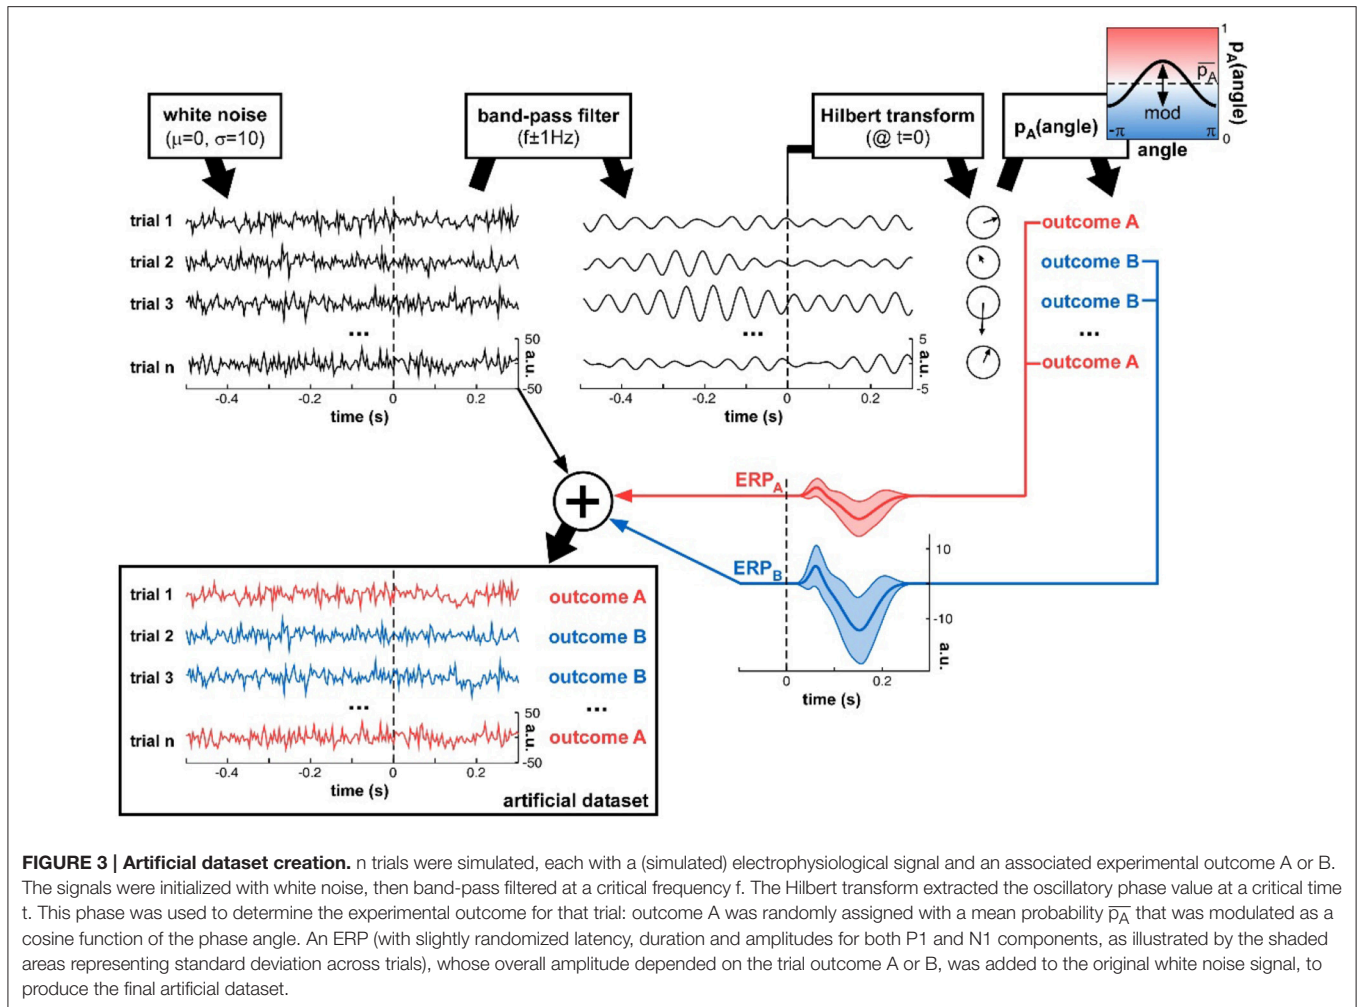 white noise
(μ=0, σ=10)
band-pass filter
(f±1Hz)
Hilbert transform
(@ t=0)
pA(angle)
1
pA(angle)
pA
mod
-π
π
0
angle
trial 1
trial 2
trial 3
...
trial n
50
a.u.
-50
-0.4
-0.2
0
0.2
time (s)
...
5
a.u.
-5
-0.4
-0.2
0
0.2
time (s)
outcome A
outcome B
outcome B
...
outcome A
ERPA
ERPB
10
-10
a.u.
0
0.2
time (s)
+
trial 1
outcome A
trial 2
outcome B
trial 3
outcome B
...
...
trial n
outcome A
50
a.u.
-50
-0.4
-0.2
0
0.2
time (s)
artificial dataset
FIGURE 3 | Artificial dataset creation. n trials were simulated, each with a (simulated) electrophysiological signal and an associated experimental outcome A or B.
The signals were initialized with white noise, then band-pass filtered at a critical frequency f. The Hilbert transform extracted the oscillatory phase value at a critical time
t. This phase was used to determine the experimental outcome for that trial: outcome A was randomly assigned with a mean probability pA that was modulated as a
cosine function of the phase angle. An ERP (with slightly randomized latency, duration and amplitudes for both P1 and N1 components, as illustrated by the shaded
areas representing standard deviation across trials), whose overall amplitude depended on the trial outcome A or B, was added to the original white noise signal, to
produce the final artificial dataset.